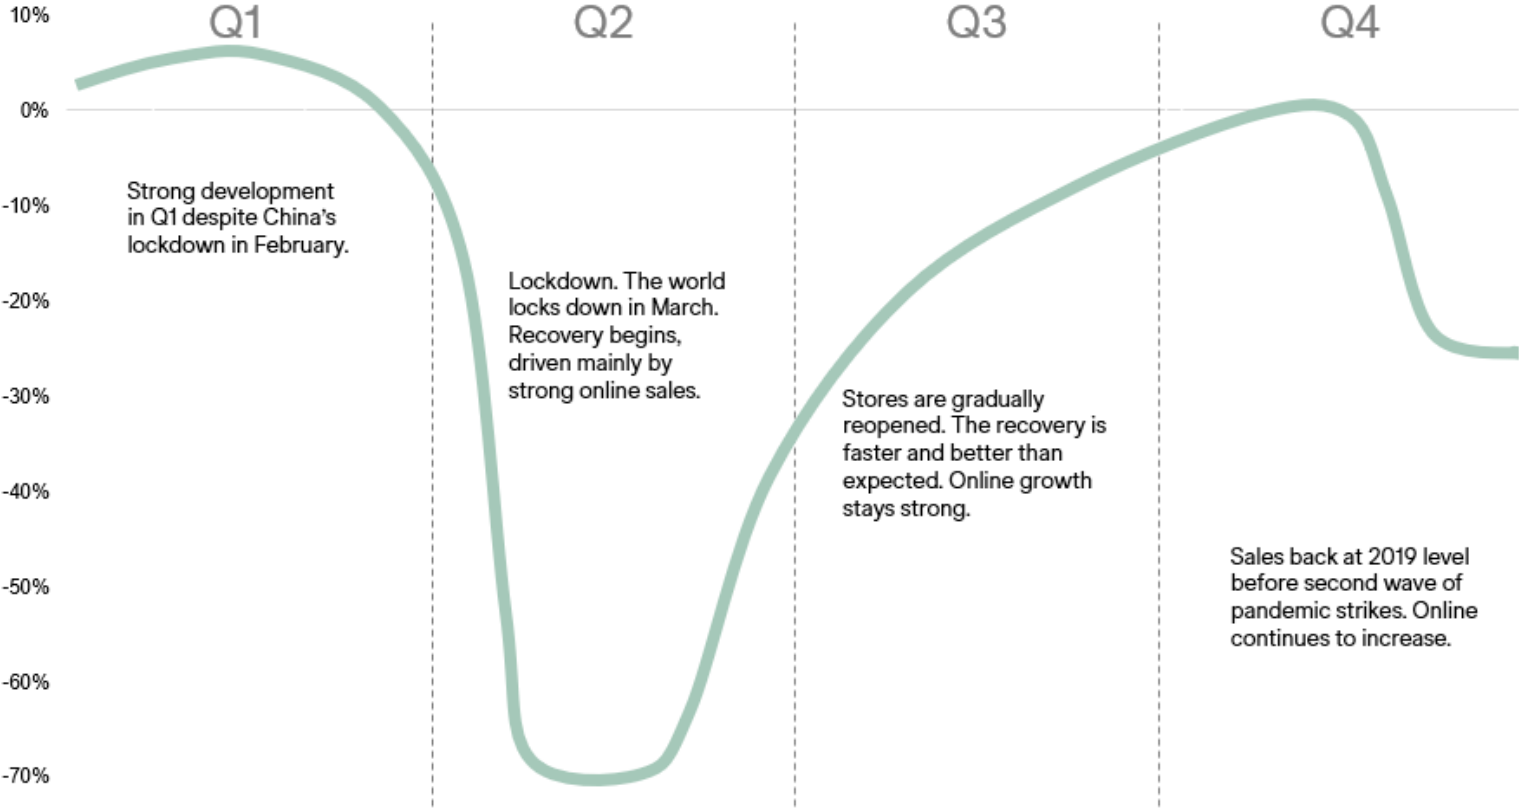 Q1
Q2
Q3
Q4
10%
0%
-10%
-20%
-30%
-40%
-50%
-60%
-70%
Strong development
in Q1 despite China’s
lockdown in February.
Lockdown. The world
locks down in March.
Recovery begins,
driven mainly by
strong online sales.
Stores are gradually
reopened. The recovery is
faster and better than
expected. Online growth
stays strong.
Sales back at 2019 level
before second wave of
pandemic strikes. Online
continues to increase.